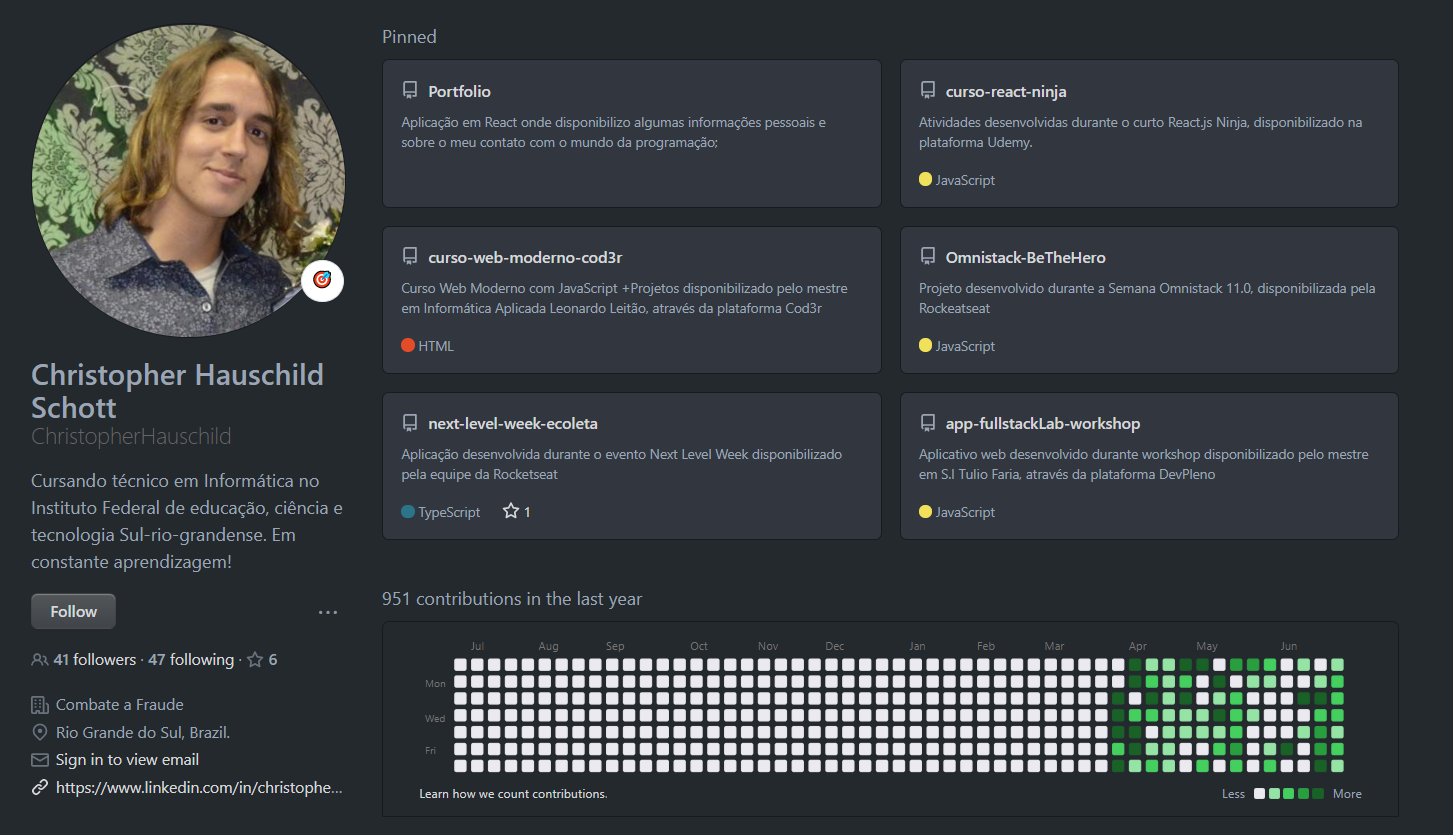 Christopher Hauschild
Schott
ChristopherHauschild
Cursando técnico em Informática no
Instituto Federal de educação, ciência e
tecnologia Sul-rio-grandense. Em
constante aprendizagem!
Follow
41 followers · 47 following · 6
Combate a Fraude
Rio Grande do Sul, Brazil.
Sign in to view email
https://www.linkedin.com/in/christophe...
Pinned
Portfolio
Aplicação em React onde disponibilizo algumas informações pessoais e
sobre o meu contato com o mundo da programação;
curso-react-ninja
Atividades desenvolvidas durante o curto React.js Ninja, disponibilizado na
plataforma Udemy.
JavaScript
curso-web-moderno-cod3r
Curso Web Moderno com JavaScript +Projetos disponibilizado pelo mestre
em Informática Aplicada Leonardo Leitão, através da plataforma Cod3r
HTML
Omnistack-BeTheHero
Projeto desenvolvido durante a Semana Omnistack 11.0, disponibilizada pela
Rockeatseat
JavaScript
next-level-week-ecoleta
Aplicação desenvolvida durante o evento Next Level Week disponibilizado
pela equipe da Rocketseat
TypeScript 1
app-fullstackLab-workshop
Aplicativo web desenvolvido durante workshop disponibilizado pelo mestre
em S.I Tulio Faria, através da plataforma DevPleno
JavaScript
951 contributions in the last year
Jul Aug Sep Oct Nov Dec Jan Feb Mar Apr May Jun
Mon
Wed
Fri
Learn how we count contributions.
Less More